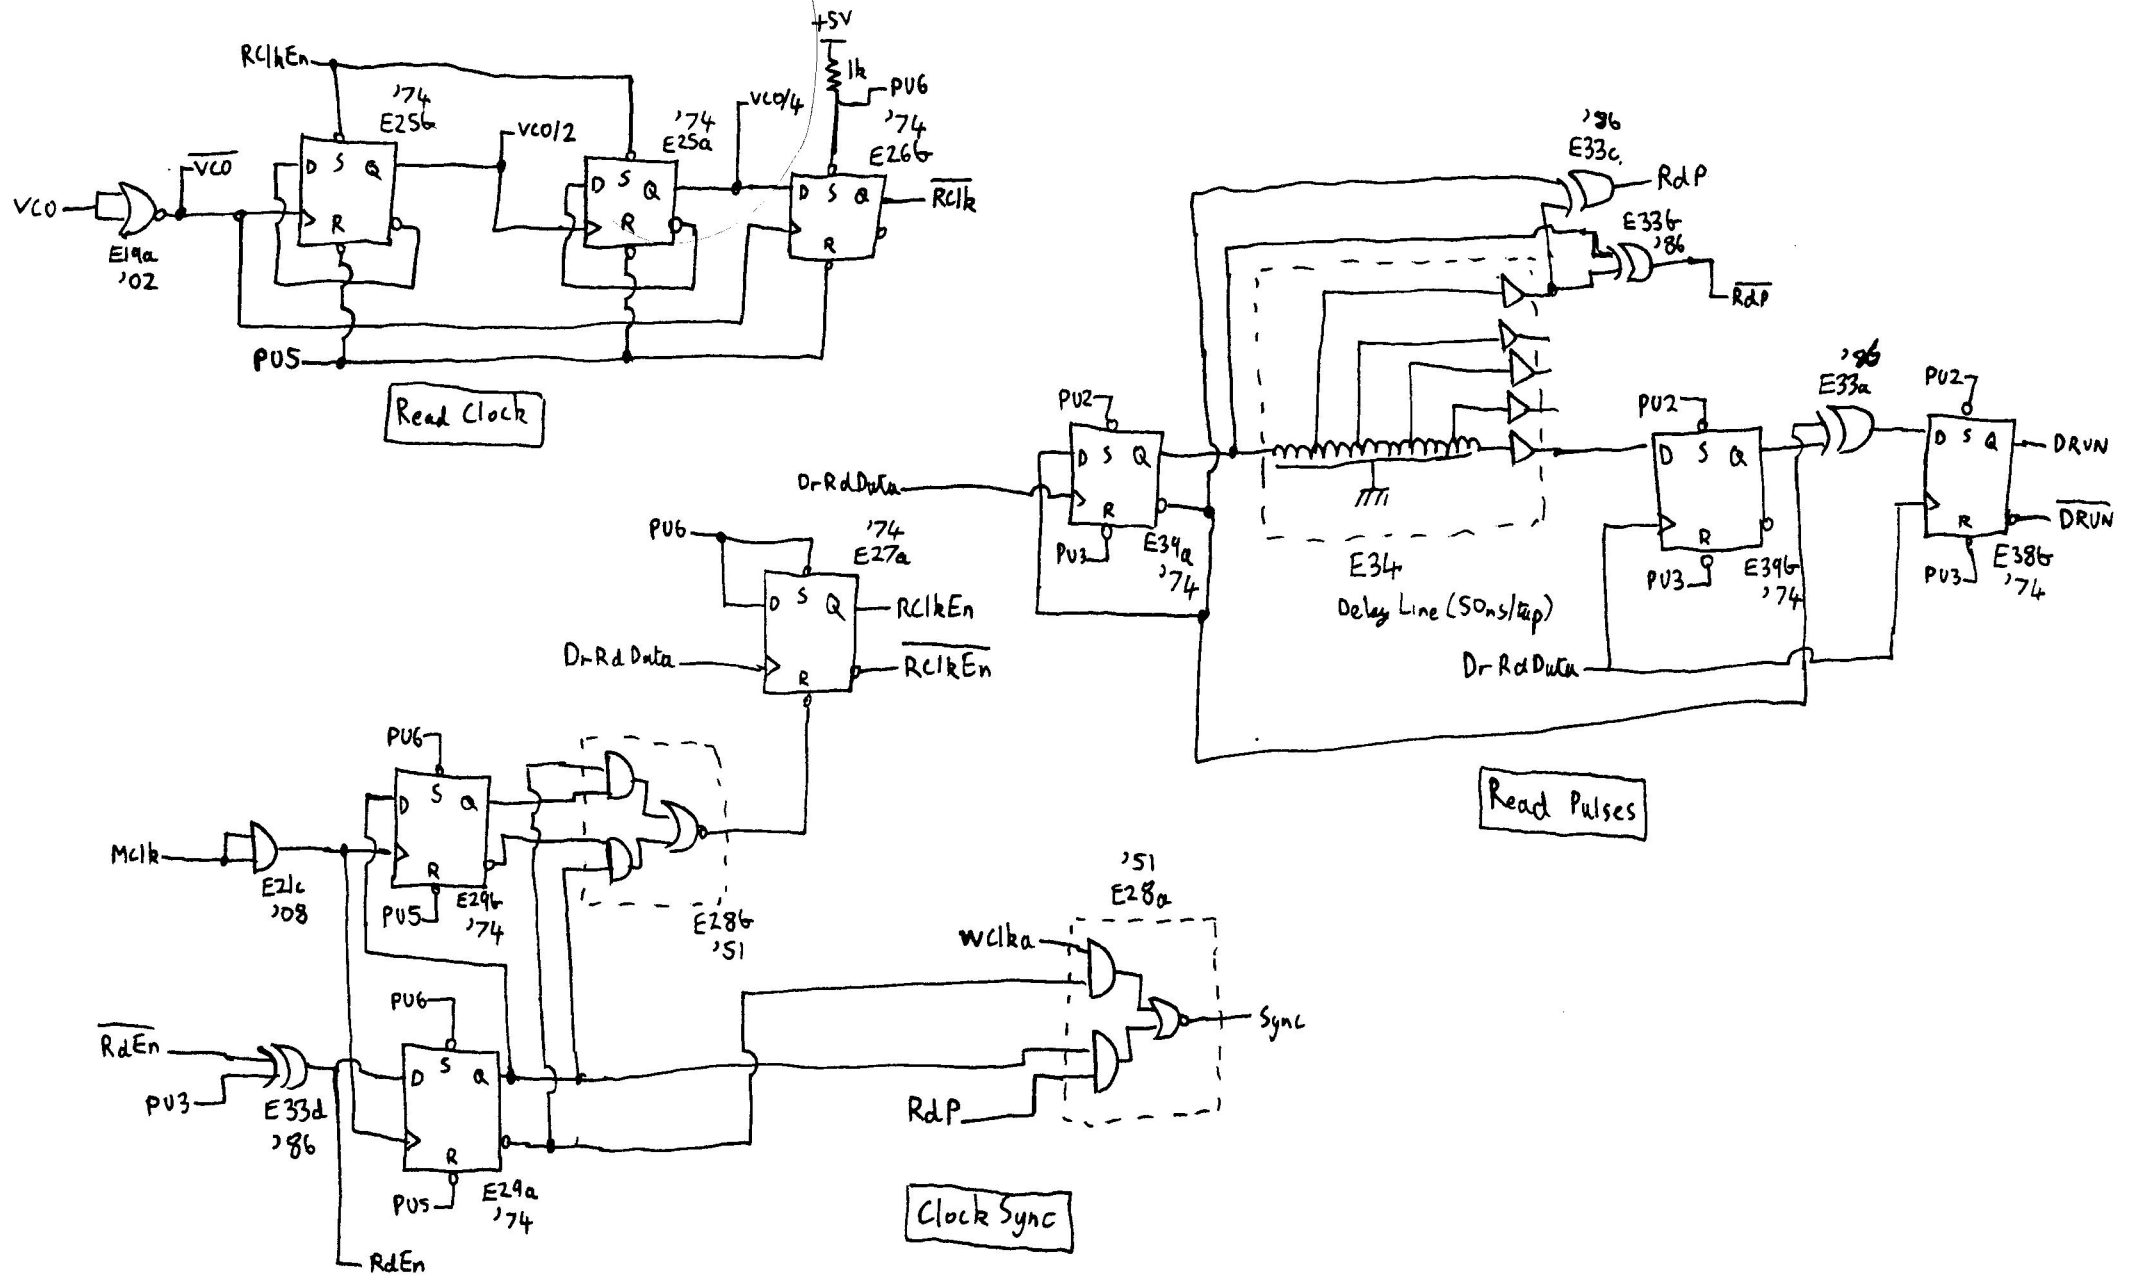 +5V
1k
PU6
RClkEn
'74
E25b
VCO/4
'74
E25a
'74
E26b
VCO/2
D S Q
R
D S Q
R
D S Q
R
VCO
VCO
E19a
'02
RClk
PU5
Read Clock
'86
E33c
RdP
E33b
'86
RdP
PU2
D S Q
R
DrRdData
PU3
E39a
'74
E34
Delay Line (50ns/tap)
PU2
D S Q
R
PU3
E39b
'74
'86
E33a
PU2
D S Q
R
DRUN
DRUN
PU3
E38b
'74
DrRdData
Read Pulses
PU6
'74
E27a
D S Q
R
RClkEn
DrRdData
RClkEn
PU6
D S Q
R
Mclk
E21c
'08
PU5
E29b
'74
E28b
'51
'51
E28a
WClka
Sync
RdP
PU6
RdEn
PU3
E33d
'86
D S Q
R
PU5
E29a
'74
RdEn
Clock Sync